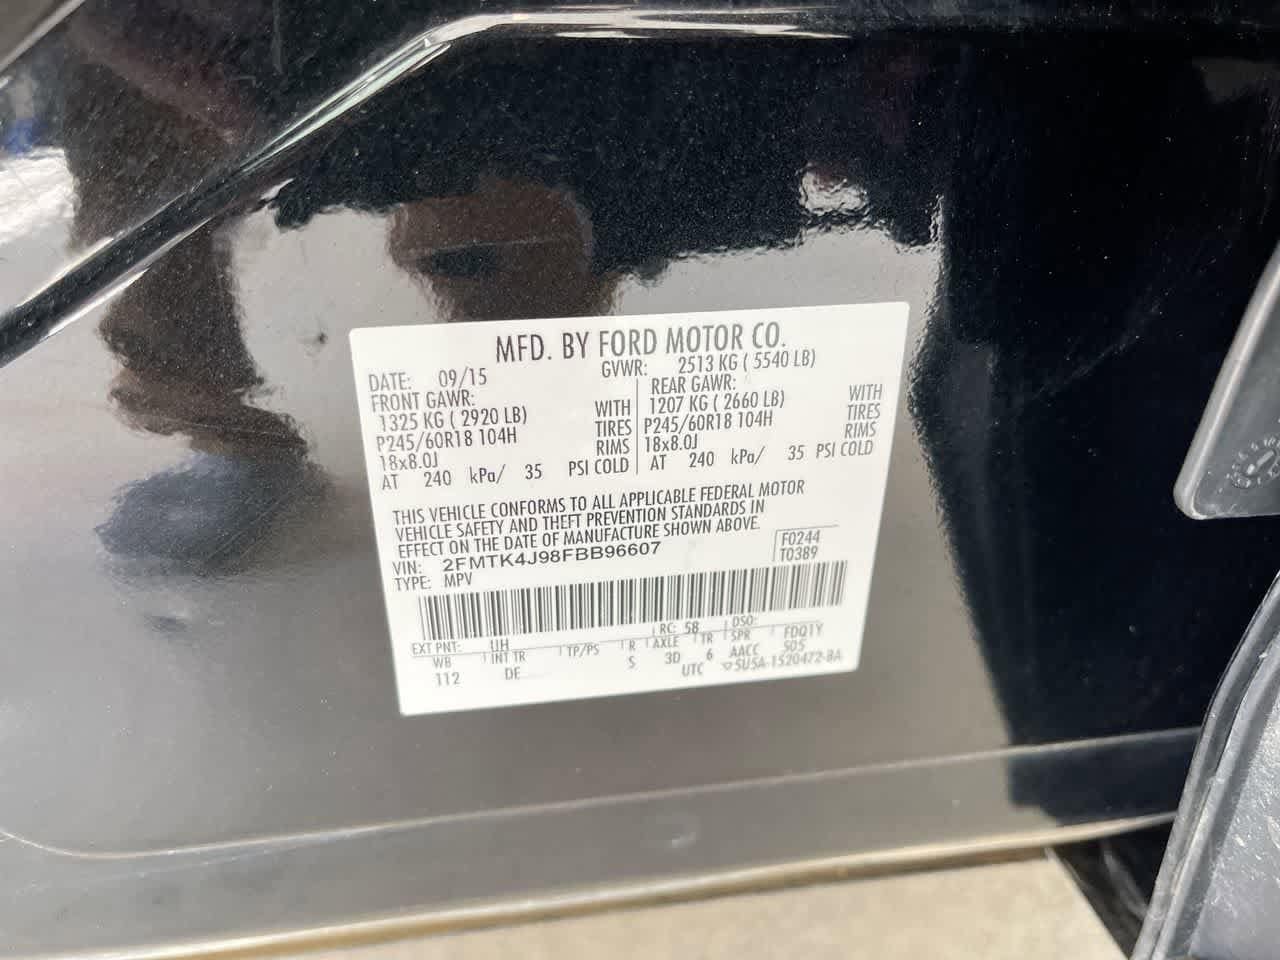 MFD. BY FORD MOTOR CO.
DATE: 09/15 GVWR: 2513 KG ( 5540 LB)
FRONT GAWR: REAR GAWR:
1325 KG ( 2920 LB) WITH 1207 KG ( 2660 LB) WITH
P245/60R18 104H TIRES P245/60R18 104H TIRES
18x8.0J RIMS 18x8.0J RIMS
AT 240 kPa/ 35 PSI COLD AT 240 kPa/ 35 PSI COLD
THIS VEHICLE CONFORMS TO ALL APPLICABLE FEDERAL MOTOR
VEHICLE SAFETY AND THEFT PREVENTION STANDARDS IN
EFFECT ON THE DATE OF MANUFACTURE SHOWN ABOVE.
VIN: 2FMTK4J98FBB96607 F0244
TYPE: MPV T0389
EXT PNT: UH RC: 58 DSO:
WB INT TR TP/PS R AXLE TR SPR FDQ1Y
112 DE S 3D 6 AACC 505
UTC 5U5A-1520472-BA